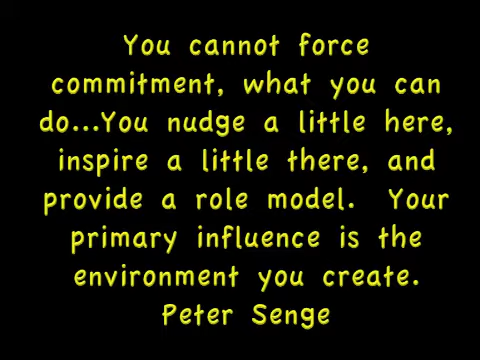 You cannot force
commitment, what you can
do...You nudge a little here,
inspire a little there, and
provide a role model.  Your
primary influence is the
environment you create.
Peter Senge